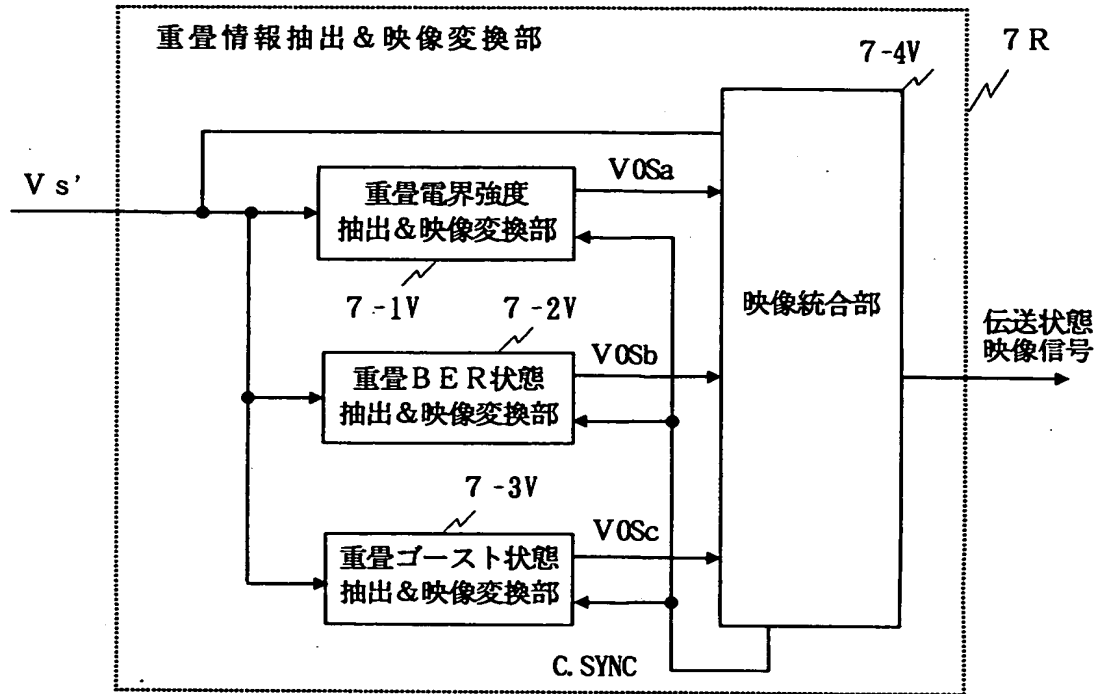 重畳情報抽出＆映像変換部
7R
7-4V
Vs'
重畳電界強度
抽出＆映像変換部
VOSa
7-1V
7-2V
重畳BER状態
抽出＆映像変換部
VOSb
映像統合部
伝送状態
映像信号
7-3V
重畳ゴースト状態
抽出＆映像変換部
VOSc
C.SYNC